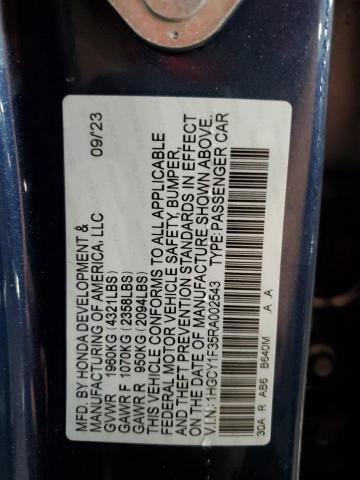 MFD. BY HONDA DEVELOPMENT &
MANUFACTURING OF AMERICA, LLC 09/23
GVWR 1960KG (4321LBS)
GAWR F 1070KG (2358LBS)
GAWR R 950KG (2094LBS)
THIS VEHICLE CONFORMS TO ALL APPLICABLE
FEDERAL MOTOR VEHICLE SAFETY, BUMPER,
AND THEFT PREVENTION STANDARDS IN EFFECT
ON THE DATE OF MANUFACTURE SHOWN ABOVE.
V.I.N.:1HGCY1F35RA002543 TYPE:PASSENGER CAR
30A R AB6 B640M A A